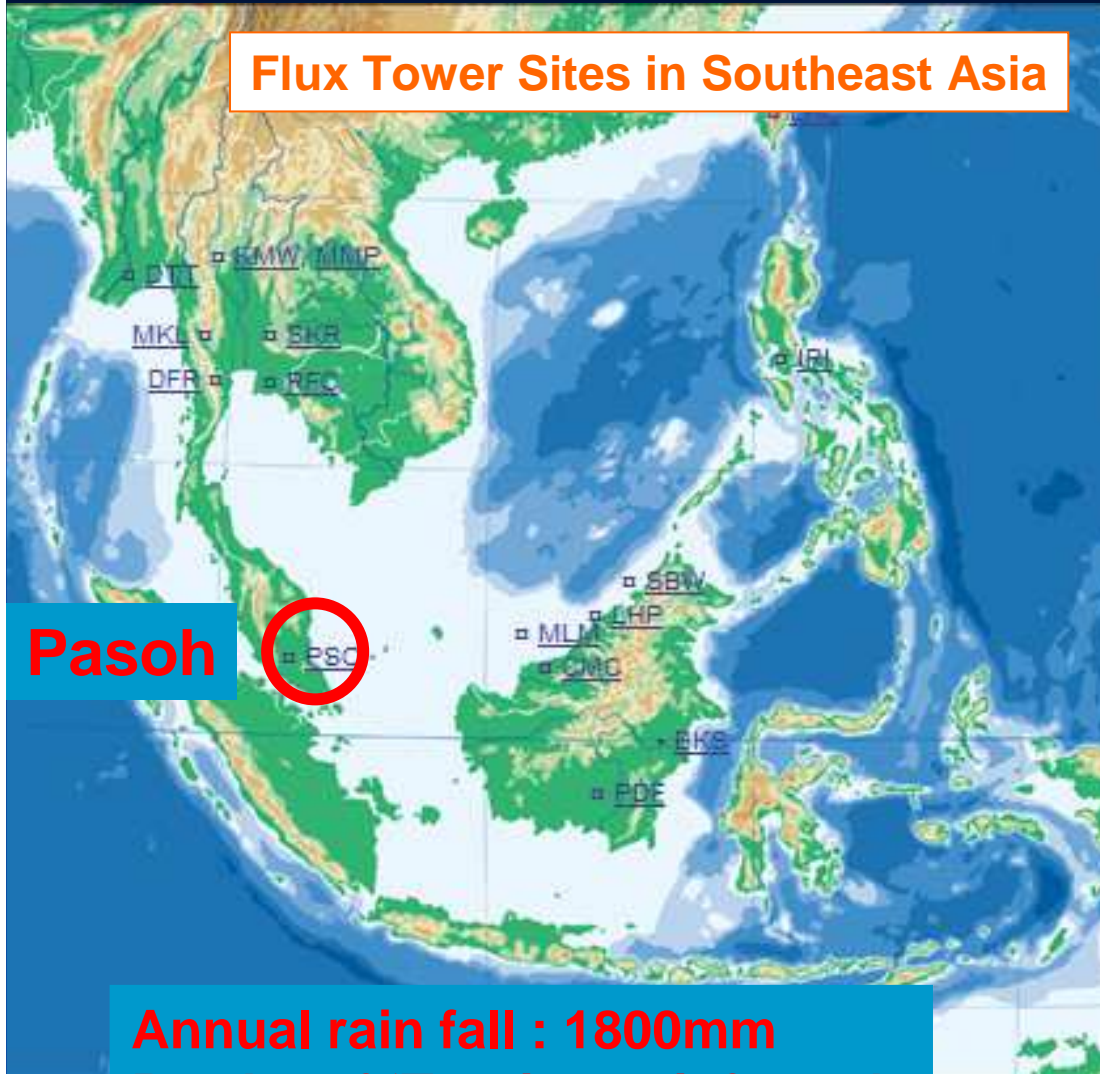 Flux Tower Sites in Southeast Asia
KMW, MMP
DTT
MKL
SKR
DFR
RFC
IRI
SBW
LHP
MLM
Pasoh
PSO
CMC
BKS
PDF
Annual rain fall : 1800mm